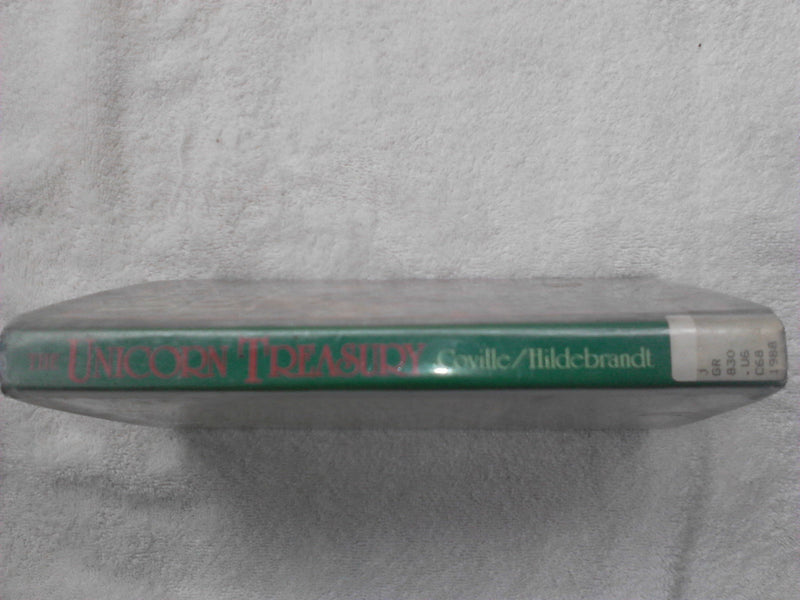 THE UNICORN TREASURY Coville/Hildebrandt
J
GR
830
.U6
C68
1988